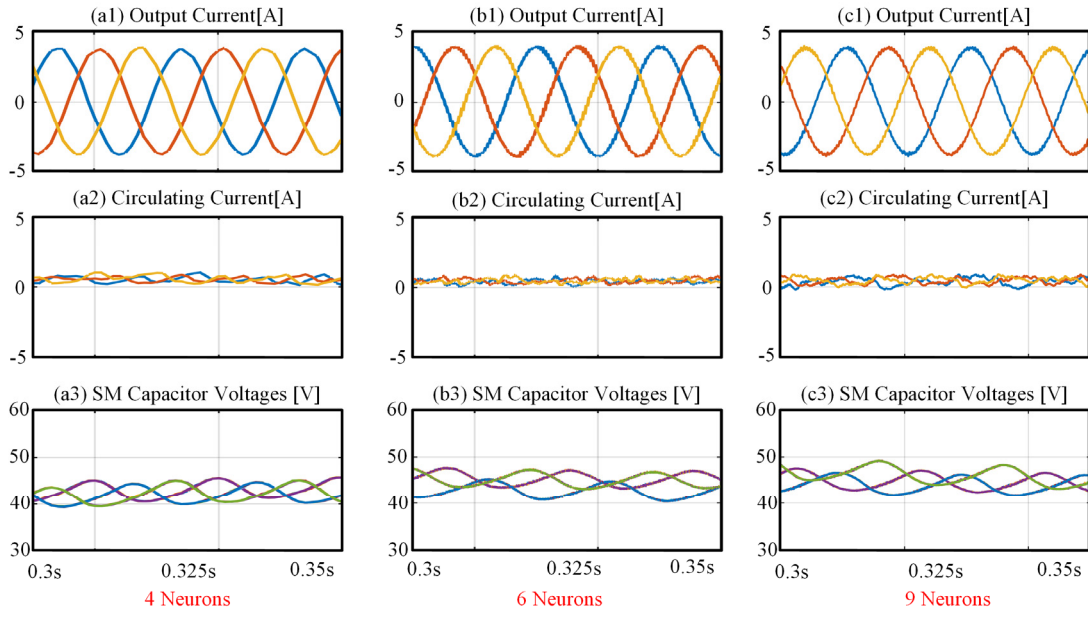 (a1) Output Current[A]
(b1) Output Current[A]
(c1) Output Current[A]
5
0
-5
5
0
-5
5
0
-5
(a2) Circulating Current[A]
(b2) Circulating Current[A]
(c2) Circulating Current[A]
5
0
-5
5
0
-5
5
0
-5
(a3) SM Capacitor Voltages [V]
(b3) SM Capacitor Voltages [V]
(c3) SM Capacitor Voltages [V]
60
50
40
30
60
50
40
30
60
50
40
30
0.3s 0.325s 0.35s
0.3s 0.325s 0.35s
0.3s 0.325s 0.35s
4 Neurons
6 Neurons
9 Neurons